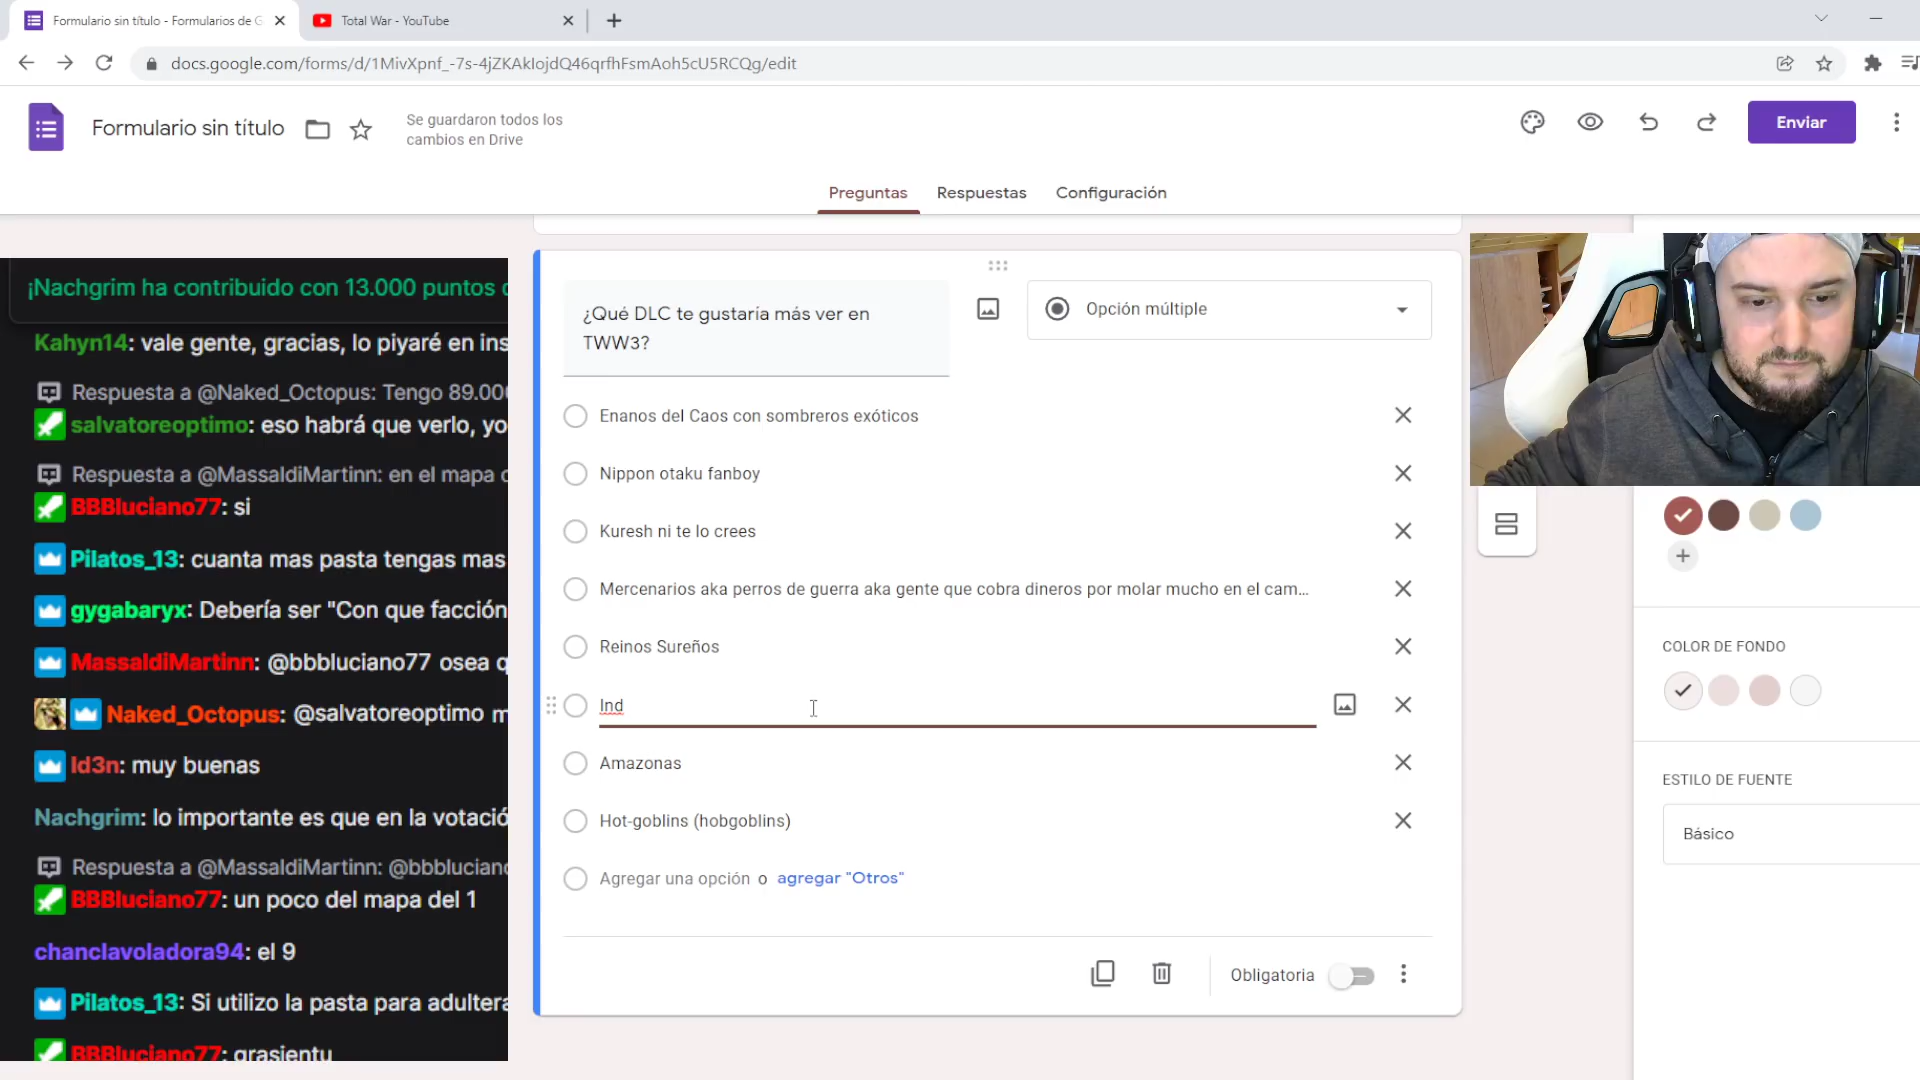 Formulario sin título - Formularios de G
Total War - YouTube
docs.google.com/forms/d/1MivXpnf_-7s-4jZKAkIojdQ46qrfhFsmAoh5cU5RCQg/edit
Formulario sin título
Se guardaron todos los
cambios en Drive
Enviar
Preguntas
Respuestas
Configuración
¡Nachgrim ha contribuido con 13.000 puntos
Kahyn14: vale gente, gracias, lo piyaré en ins
Respuesta a @Naked_Octopus: Tengo 89.00
salvatoreoptimo: eso habrá que verlo, yo
Respuesta a @MassaldiMartinn: en el mapa
BBBluciano77: si
Pilatos_13: cuanta mas pasta tengas mas
gygabaryx: Debería ser "Con que facción
MassaldiMartinn: @bbbluciano77 osea q
Naked_Octopus: @salvatoreoptimo m
Id3n: muy buenas
Nachgrim: lo importante es que en la votació
Respuesta a @MassaldiMartinn: @bbbluciano
BBBluciano77: un poco del mapa del 1
chanclavoladora94: el 9
Pilatos_13: Si utilizo la pasta para adultera
BBBluciano77: grasientu
¿Qué DLC te gustaría más ver en
TWW3?
Opción múltiple
Enanos del Caos con sombreros exóticos
Nippon otaku fanboy
Kuresh ni te lo crees
Mercenarios aka perros de guerra aka gente que cobra dineros por molar mucho en el cam...
Reinos Sureños
Ind
Amazonas
Hot-goblins (hobgoblins)
Agregar una opción o agregar "Otros"
Obligatoria
COLOR DE FONDO
ESTILO DE FUENTE
Básico